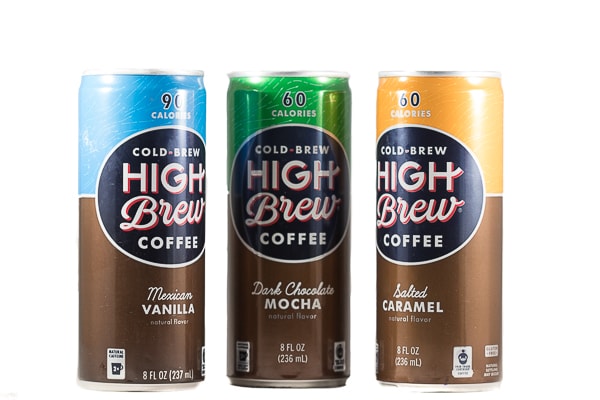 90
CALORIES
COLD-BREW
HIGH
Brew
COFFEE
Mexican
VANILLA
natural flavor
NATURAL
CAFFEINE
8 FL OZ (237 mL)
60
CALORIES
COLD-BREW
HIGH
Brew
COFFEE
Dark Chocolate
MOCHA
natural flavor
8 FL OZ
(236 mL)
60
CALORIES
COLD-BREW
HIGH
Brew
COFFEE
Salted
CARAMEL
natural flavor
8 FL OZ
(236 mL)